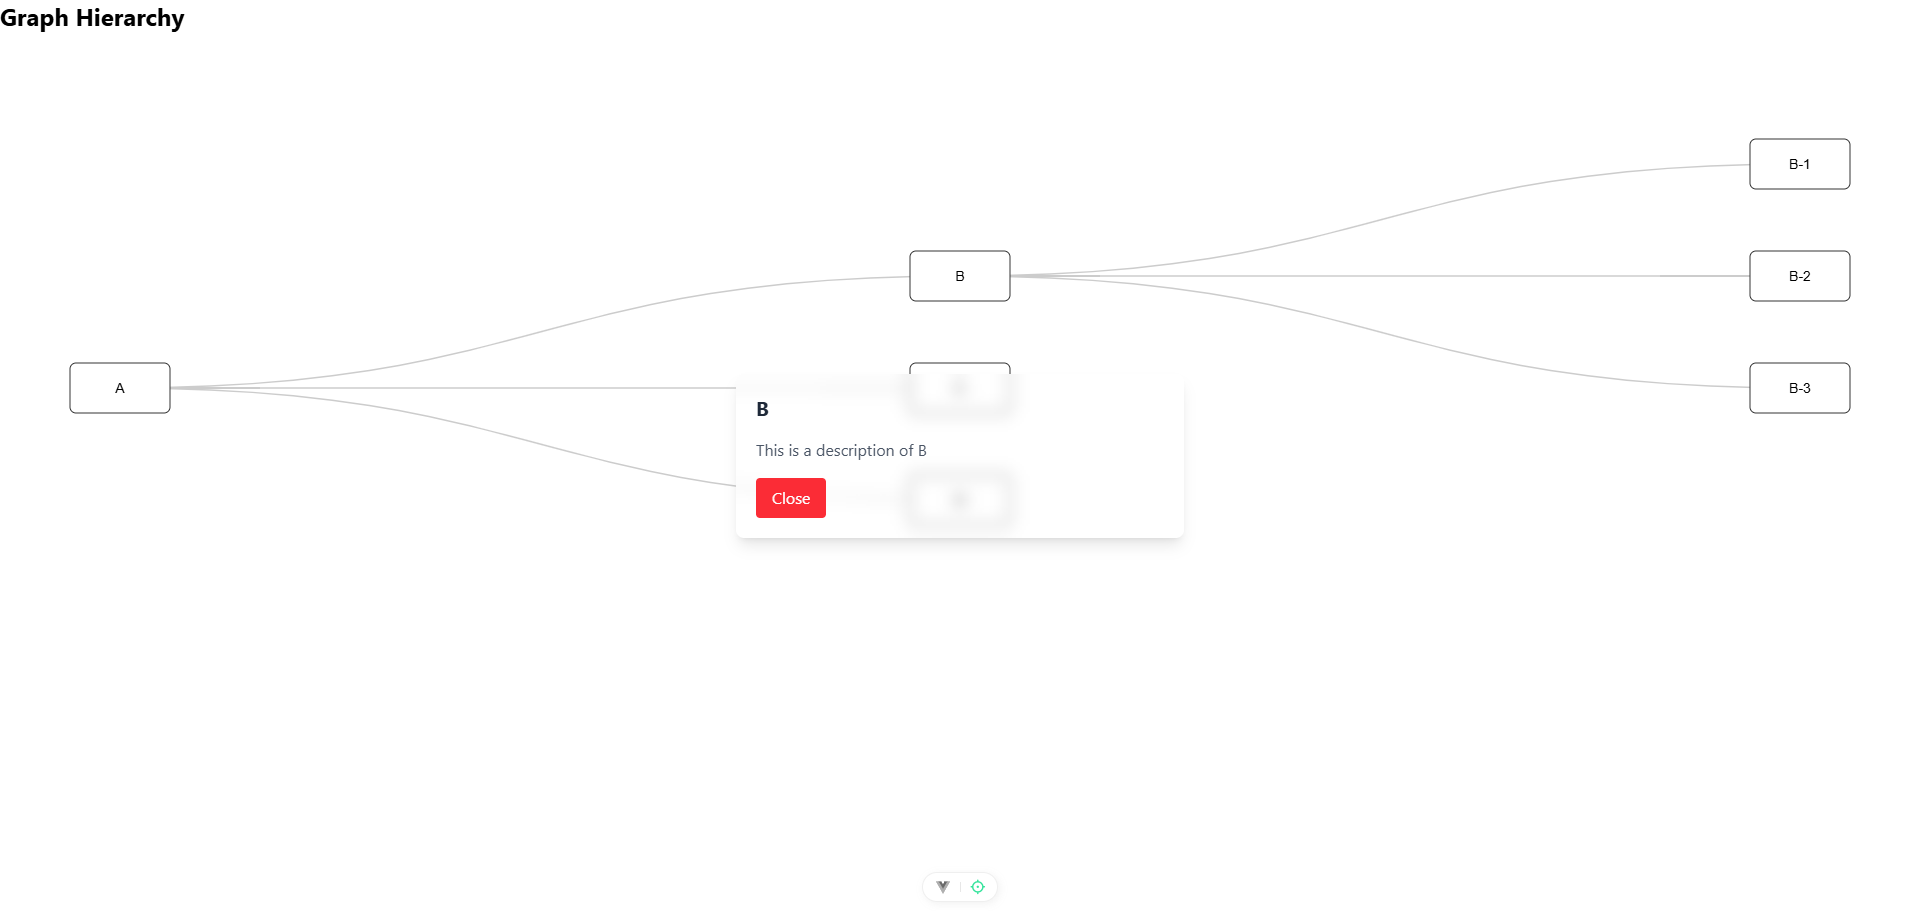 Graph Hierarchy
B-1
B
B-2
A
B-3
B
This is a description of B
Close